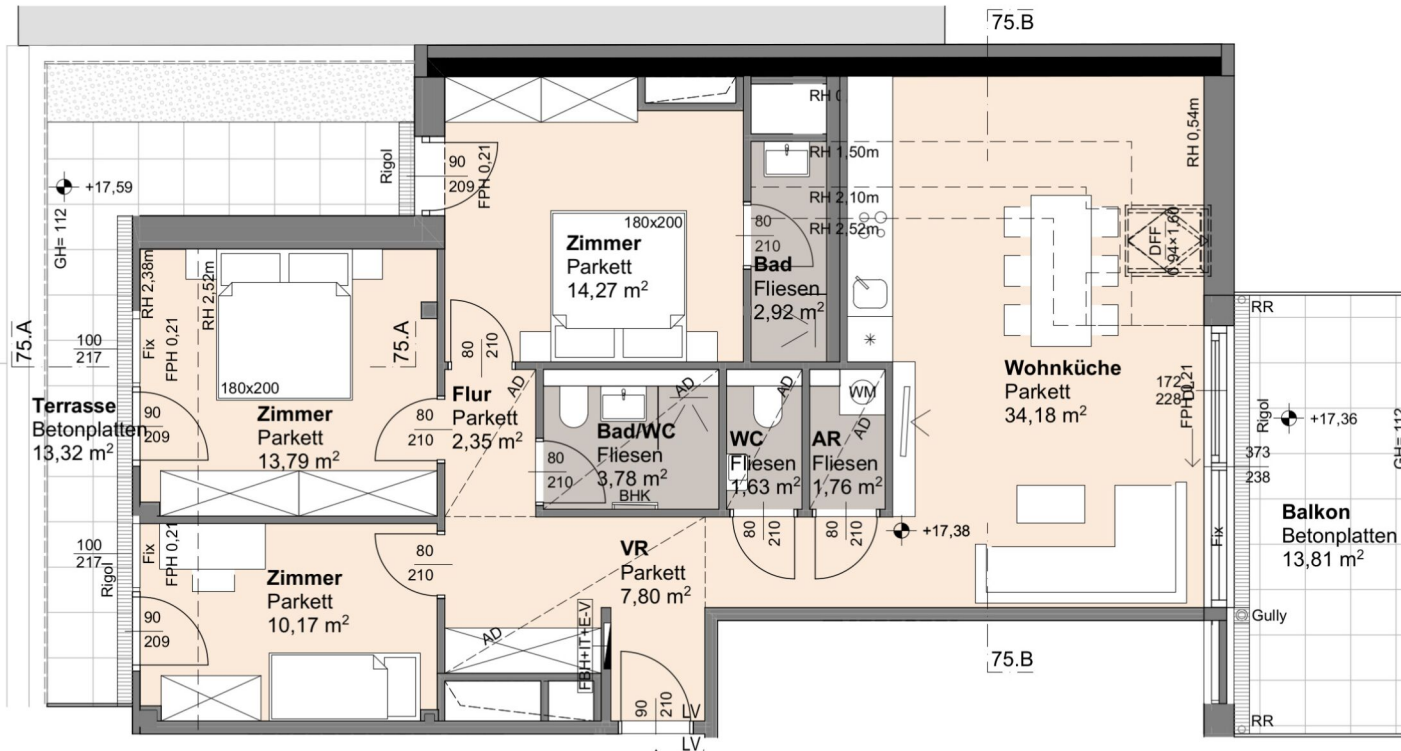 75.B
RH 0,54m
RH 1,50m
RH 2,10m
RH 2,52m
Rigol
90
209
FPH 0,21
+17,59
GH= 112
180x200
Zimmer
Parkett
14,27 m²
80
210
Bad
Fliesen
2,92 m²
DFF
0.94×1,60
RH 2,38m
RH 2,52m
75.A
75.A
100
217
Fix
FPH 0,21
180x200
Terrasse
Betonplatten
13,32 m²
90
209
Zimmer
Parkett
13,79 m²
80
210
80
210
Flur
Parkett
2,35 m²
AD
80
210
Bad/WC
Fliesen
3,78 m²
AD
BHK
WC
Fliesen
1,63 m²
AD
WM
AD
AR
Fliesen
1,76 m²
Wohnküche
Parkett
34,18 m²
172
228
FPH 0,21
RR
Rigol
+17,36
GH= 112
373
238
Balkon
Betonplatten
13,81 m²
100
217
Rigol
Fix
FPH 0,21
90
209
Zimmer
Parkett
10,17 m²
80
210
VR
Parkett
7,80 m²
80
210
80
210
+17,38
Fix
AD
FBH+IT+E-V
90
210
LV
LV
75.B
Gully
RR